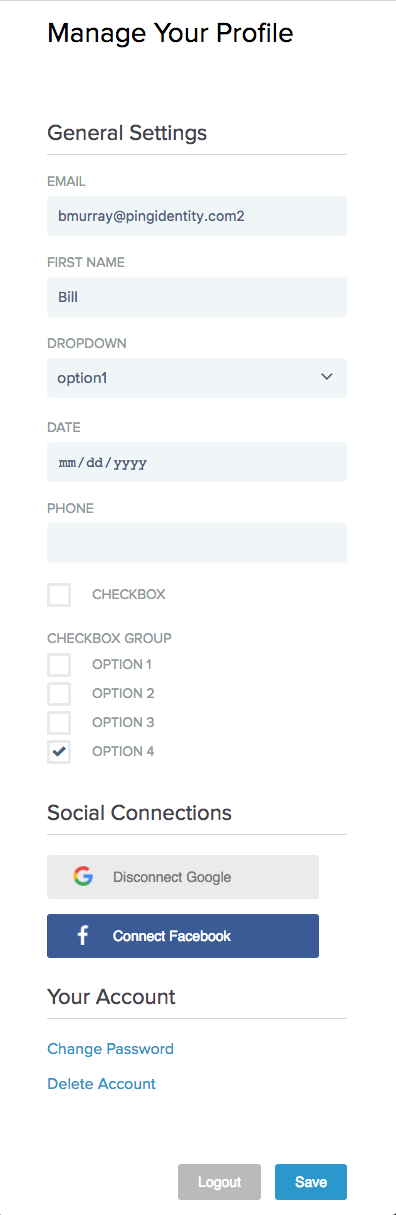 Manage Your Profile
General Settings
EMAIL
bmurray@pingidentity.com2
FIRST NAME
Bill
DROPDOWN
option1
DATE
mm/dd/yyyy
PHONE
CHECKBOX
CHECKBOX GROUP
OPTION 1
OPTION 2
OPTION 3
OPTION 4
Social Connections
Disconnect Google
Connect Facebook
Your Account
Change Password
Delete Account
Logout Save